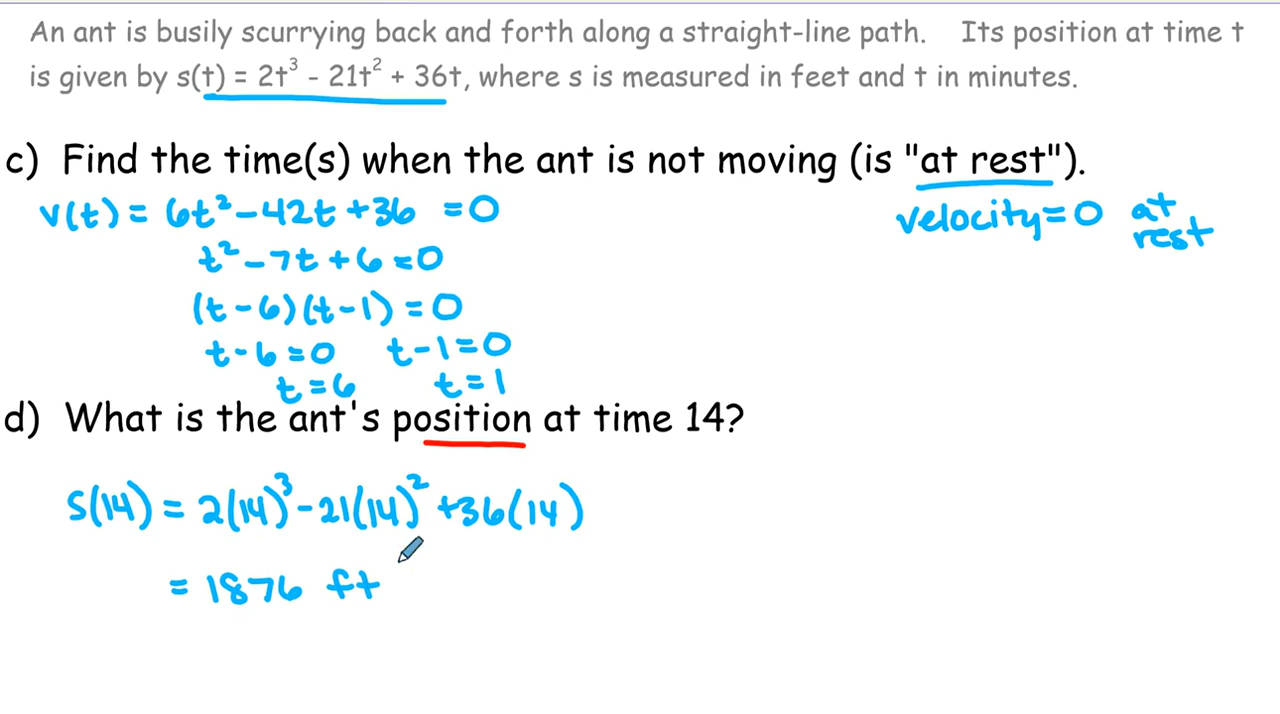 An ant is busily scurrying back and forth along a straight-line path. Its position at time t
is given by s(t) = 2t³ - 21t² + 36t, where s is measured in feet and t in minutes.
c) Find the time(s) when the ant is not moving (is "at rest").
v(t) = 6t² - 42t + 36 = 0
velocity = 0 at rest
t² - 7t + 6 = 0
(t - 6)(t - 1) = 0
t - 6 = 0 t - 1 = 0
t = 6 t = 1
d) What is the ant's position at time 14?
s(14) = 2(14)³ - 21(14)² + 36(14)
= 1876 ft